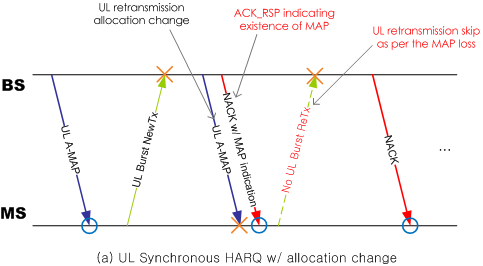 UL retransmission
allocation change
ACK_RSP indicating
existence of MAP
UL retransmission skip
as per the MAP loss
BS
UL A-MAP
UL Burst NewTx
UL A-MAP
NACK w/ MAP indication
No UL Burst ReTx
NACK
...
MS
(a) UL Synchronous HARQ w/ allocation change